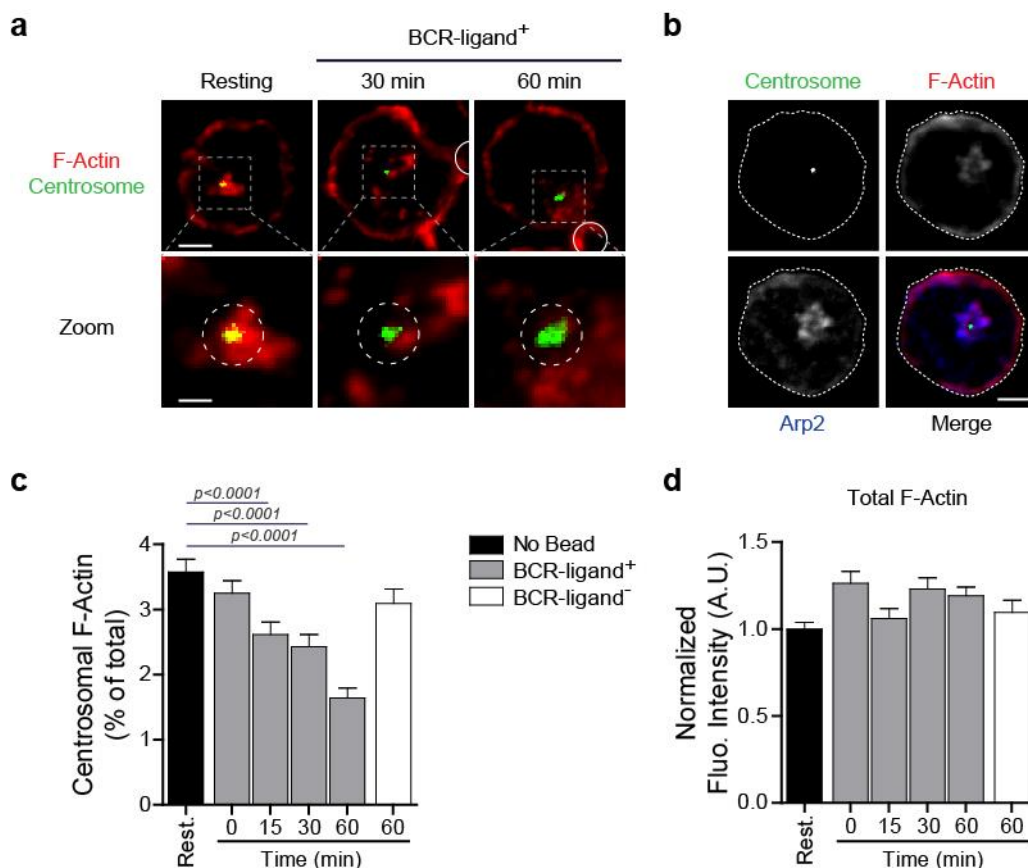 a
BCR-ligand⁺
Resting
30 min
60 min
F-Actin
Centrosome
Zoom
b
Centrosome
F-Actin
Arp2
Merge
c
p<0.0001
p<0.0001
p<0.0001
Centrosomal F-Actin
(% of total)
4
3
2
1
0
Rest.
0
15
30
60
60
Time (min)
No Bead
BCR-ligand⁺
BCR-ligand⁻
d
Total F-Actin
Normalized
Fluo. Intensity (A.U.)
1.5
1.0
0.5
0.0
Rest.
0
15
30
60
60
Time (min)